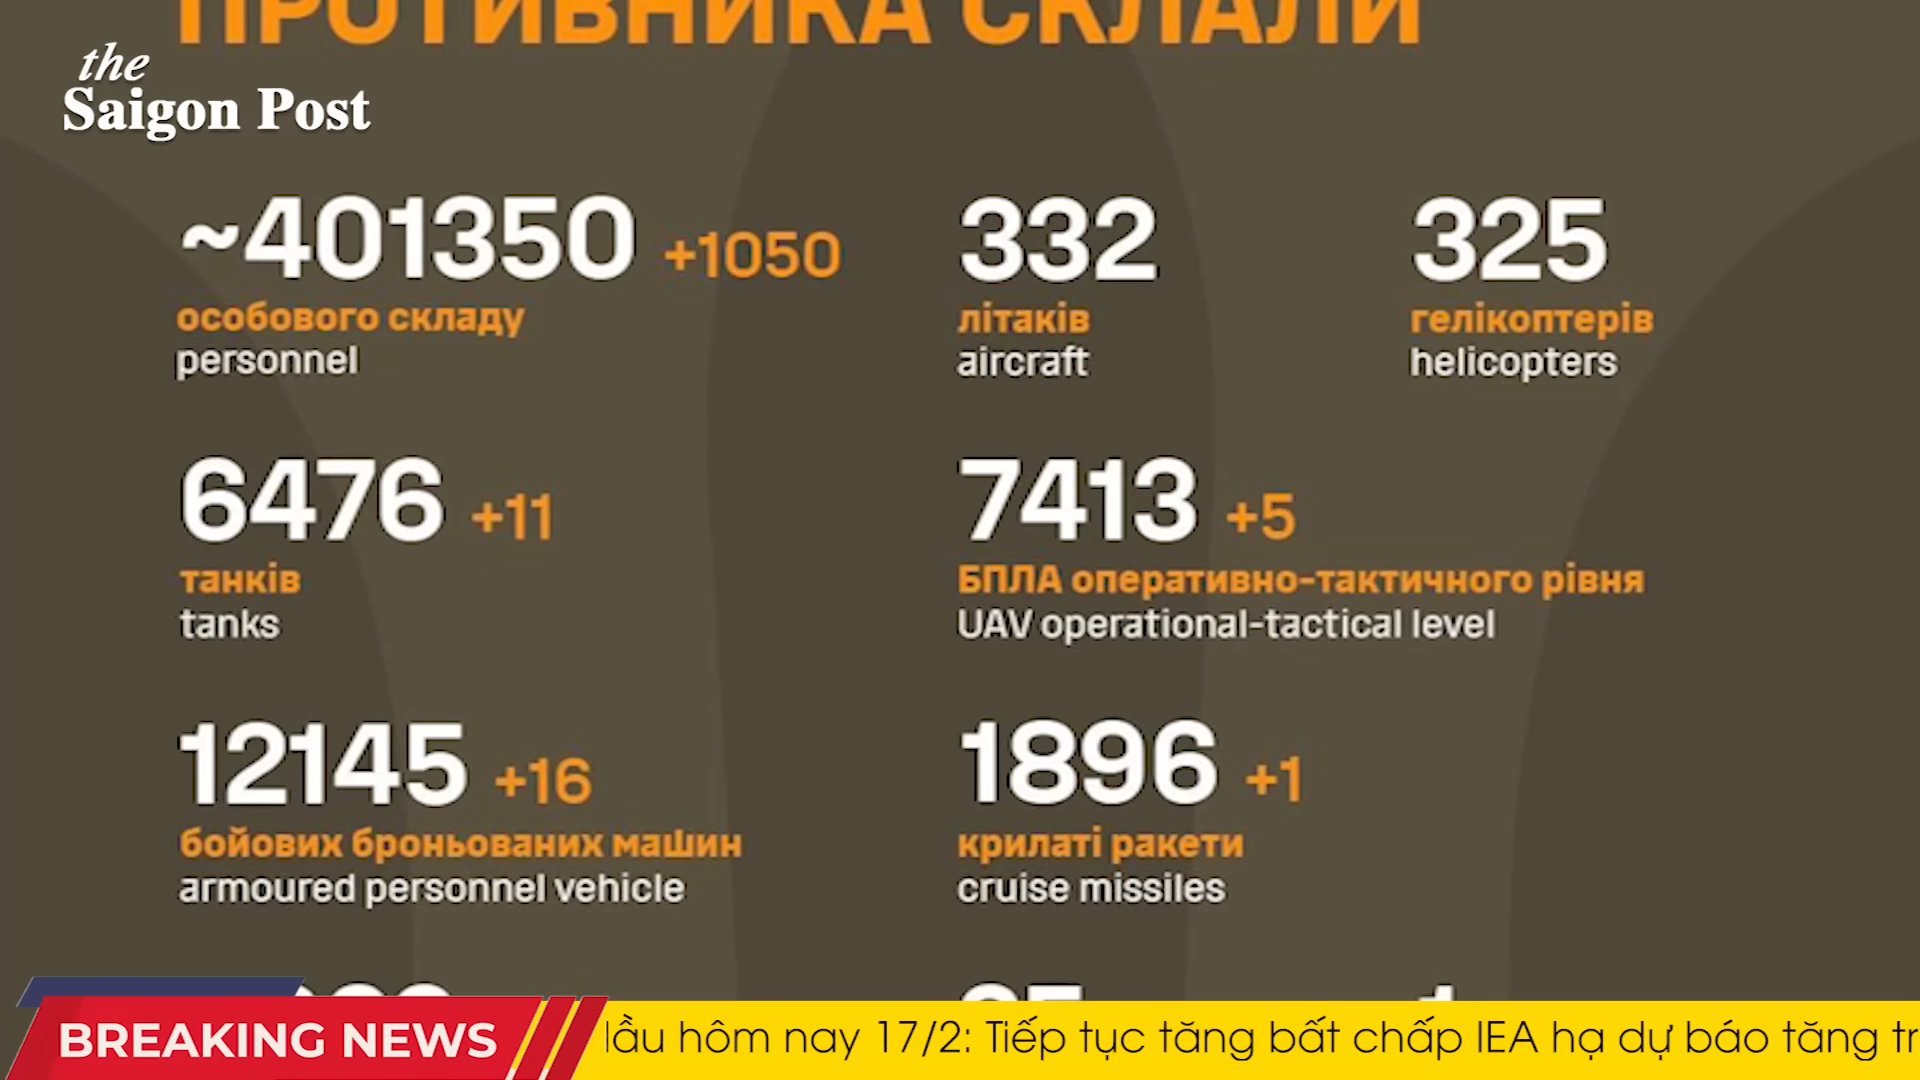 ПРОТИВНИКА СКЛАЛИ
the
Saigon Post
~401350 +1050
особового складу
personnel
332
літаків
aircraft
325
гелікоптерів
helicopters
6476 +11
танків
tanks
7413 +5
БПЛА оперативно-тактичного рівня
UAV operational-tactical level
12145 +16
бойових броньованих машин
armoured personnel vehicle
1896 +1
крилаті ракети
cruise missiles
BREAKING NEWS
hôm nay 17/2: Tiếp tục tăng bất chấp IEA hạ dự báo tăng